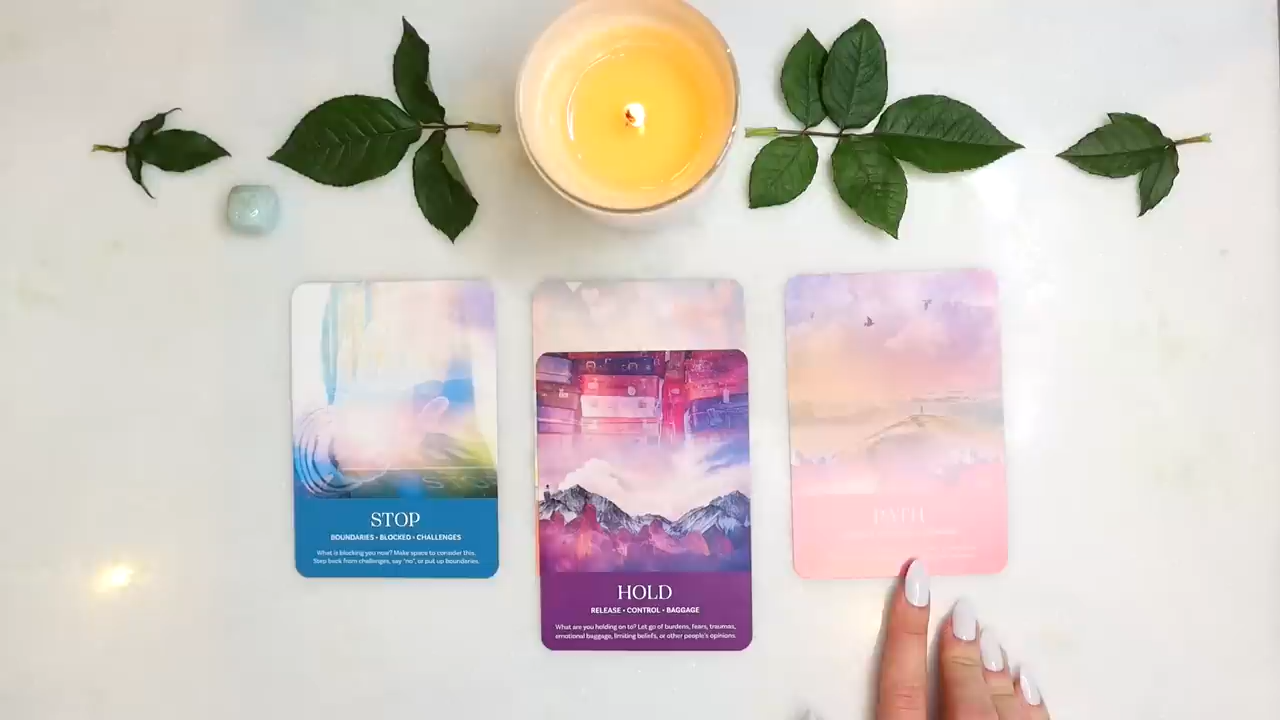 STOP
BOUNDARIES • BLOCKED • CHALLENGES
What is blocking you now? Make space to consider this.
Step back from challenges, say "no", or put up boundaries.
HOLD
RELEASE • CONTROL • BAGGAGE
What are you holding on to? Let go of burdens, fears, traumas,
emotional baggage, limiting beliefs, or other people's opinions.
PATH